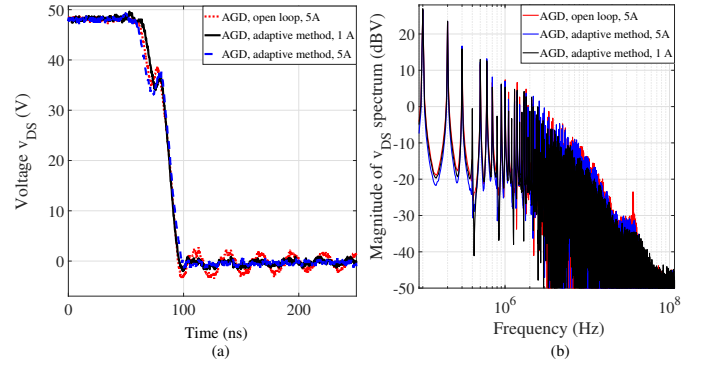 50
40
30
20
10
0
0
100
200
Voltage v_DS (V)
Time (ns)
(a)
AGD, open loop, 5A
AGD, adaptive method, 1 A
AGD, adaptive method, 5A
20
10
0
-10
-20
-30
-40
-50
10^6
10^8
Magnitude of v_DS spectrum (dBV)
Frequency (Hz)
(b)
AGD, open loop, 5A
AGD, adaptive method, 5A
AGD, adaptive method, 1 A